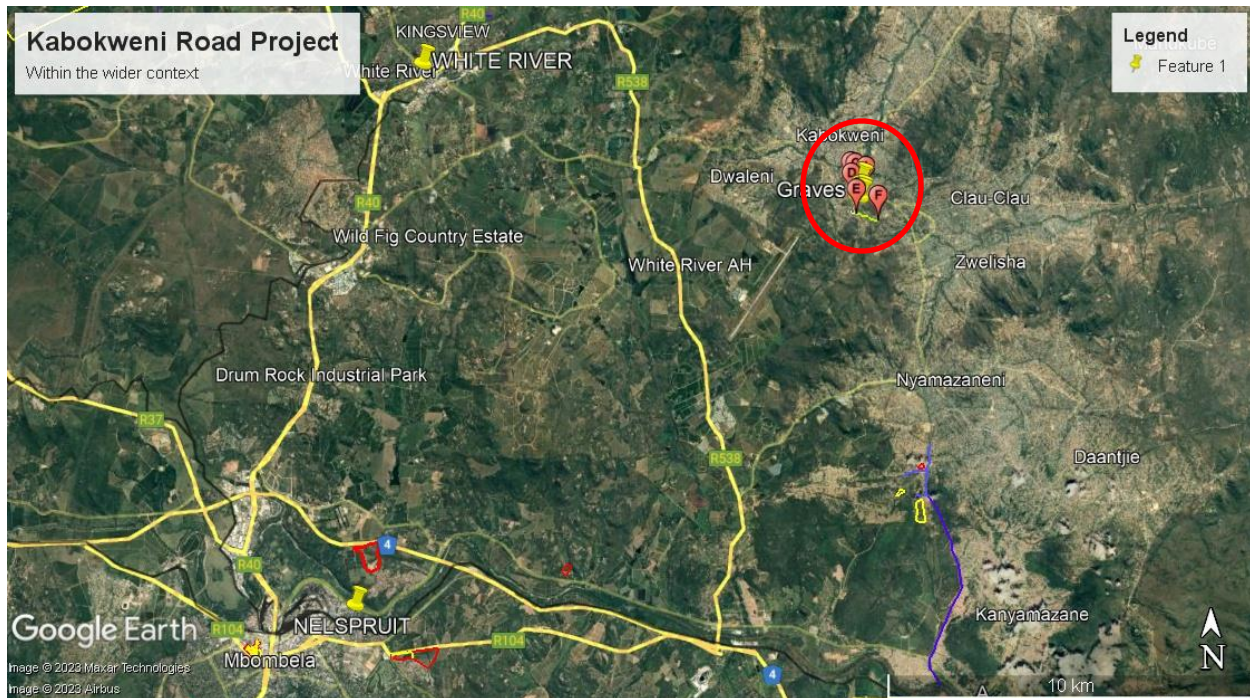 Kabokweni Road Project
Within the wider context
Legend
Feature 1
R40
KINGSVIEW
White River
WHITE RIVER
R538
Kabokweni
Dwaleni
D
Graves
E
F
Clau-Clau
R40
Wild Fig Country Estate
White River AH
Zwelisha
Drum Rock Industrial Park
Nyamazaneni
R37
R538
Daantjie
4
R40
Kanyamazane
Google Earth
R104
NELSPRUIT
R104
Mbombela
4
Image © 2023 Maxar Technologies
Image © 2023 Airbus
10 km
N